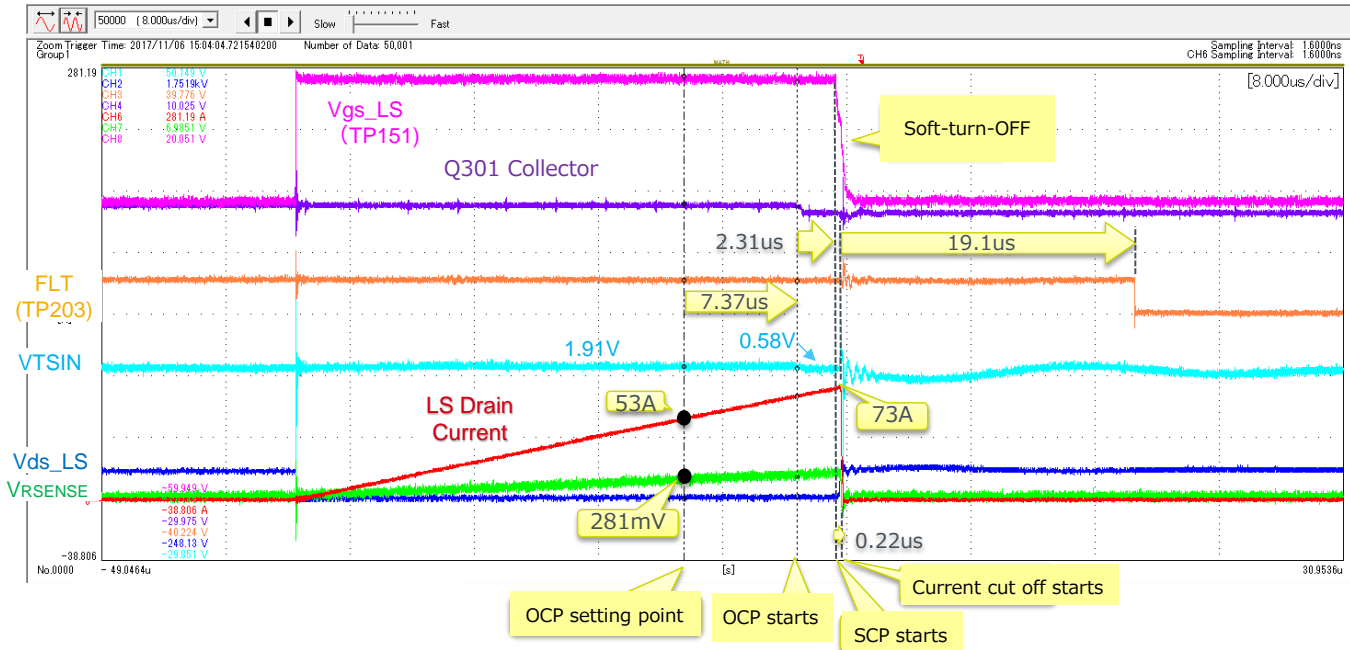 50000 ( 8.000us/div)
Slow
Fast
Zoom Trigger Time: 2017/11/06 15:04:04.721540200 Number of Data: 50,001
Sampling Interval: 1.6000ns
Group1
CH6 Sampling Interval: 1.6000ns
MATH
281.19
[8.000us/div]
CH1 50.149 V
CH2 1.7519kV
CH3 39.776 V
CH4 10.025 V
CH6 281.19 A
CH7 6.9851 V
CH8 20.051 V
Vgs_LS
(TP151)
Soft-turn-OFF
Q301 Collector
2.31us
19.1us
FLT
(TP203)
7.37us
VTSIN
1.91V
0.58V
LS Drain
Current
53A
73A
Vds_LS
VRSENSE
0
-59.949 V
-38.806 A
-29.975 V
-40.224 V
-248.13 V
-29.851 V
281mV
0.22us
-38.806
No.0000
- 49.0464u
[s]
30.9536u
OCP setting point
OCP starts
SCP starts
Current cut off starts